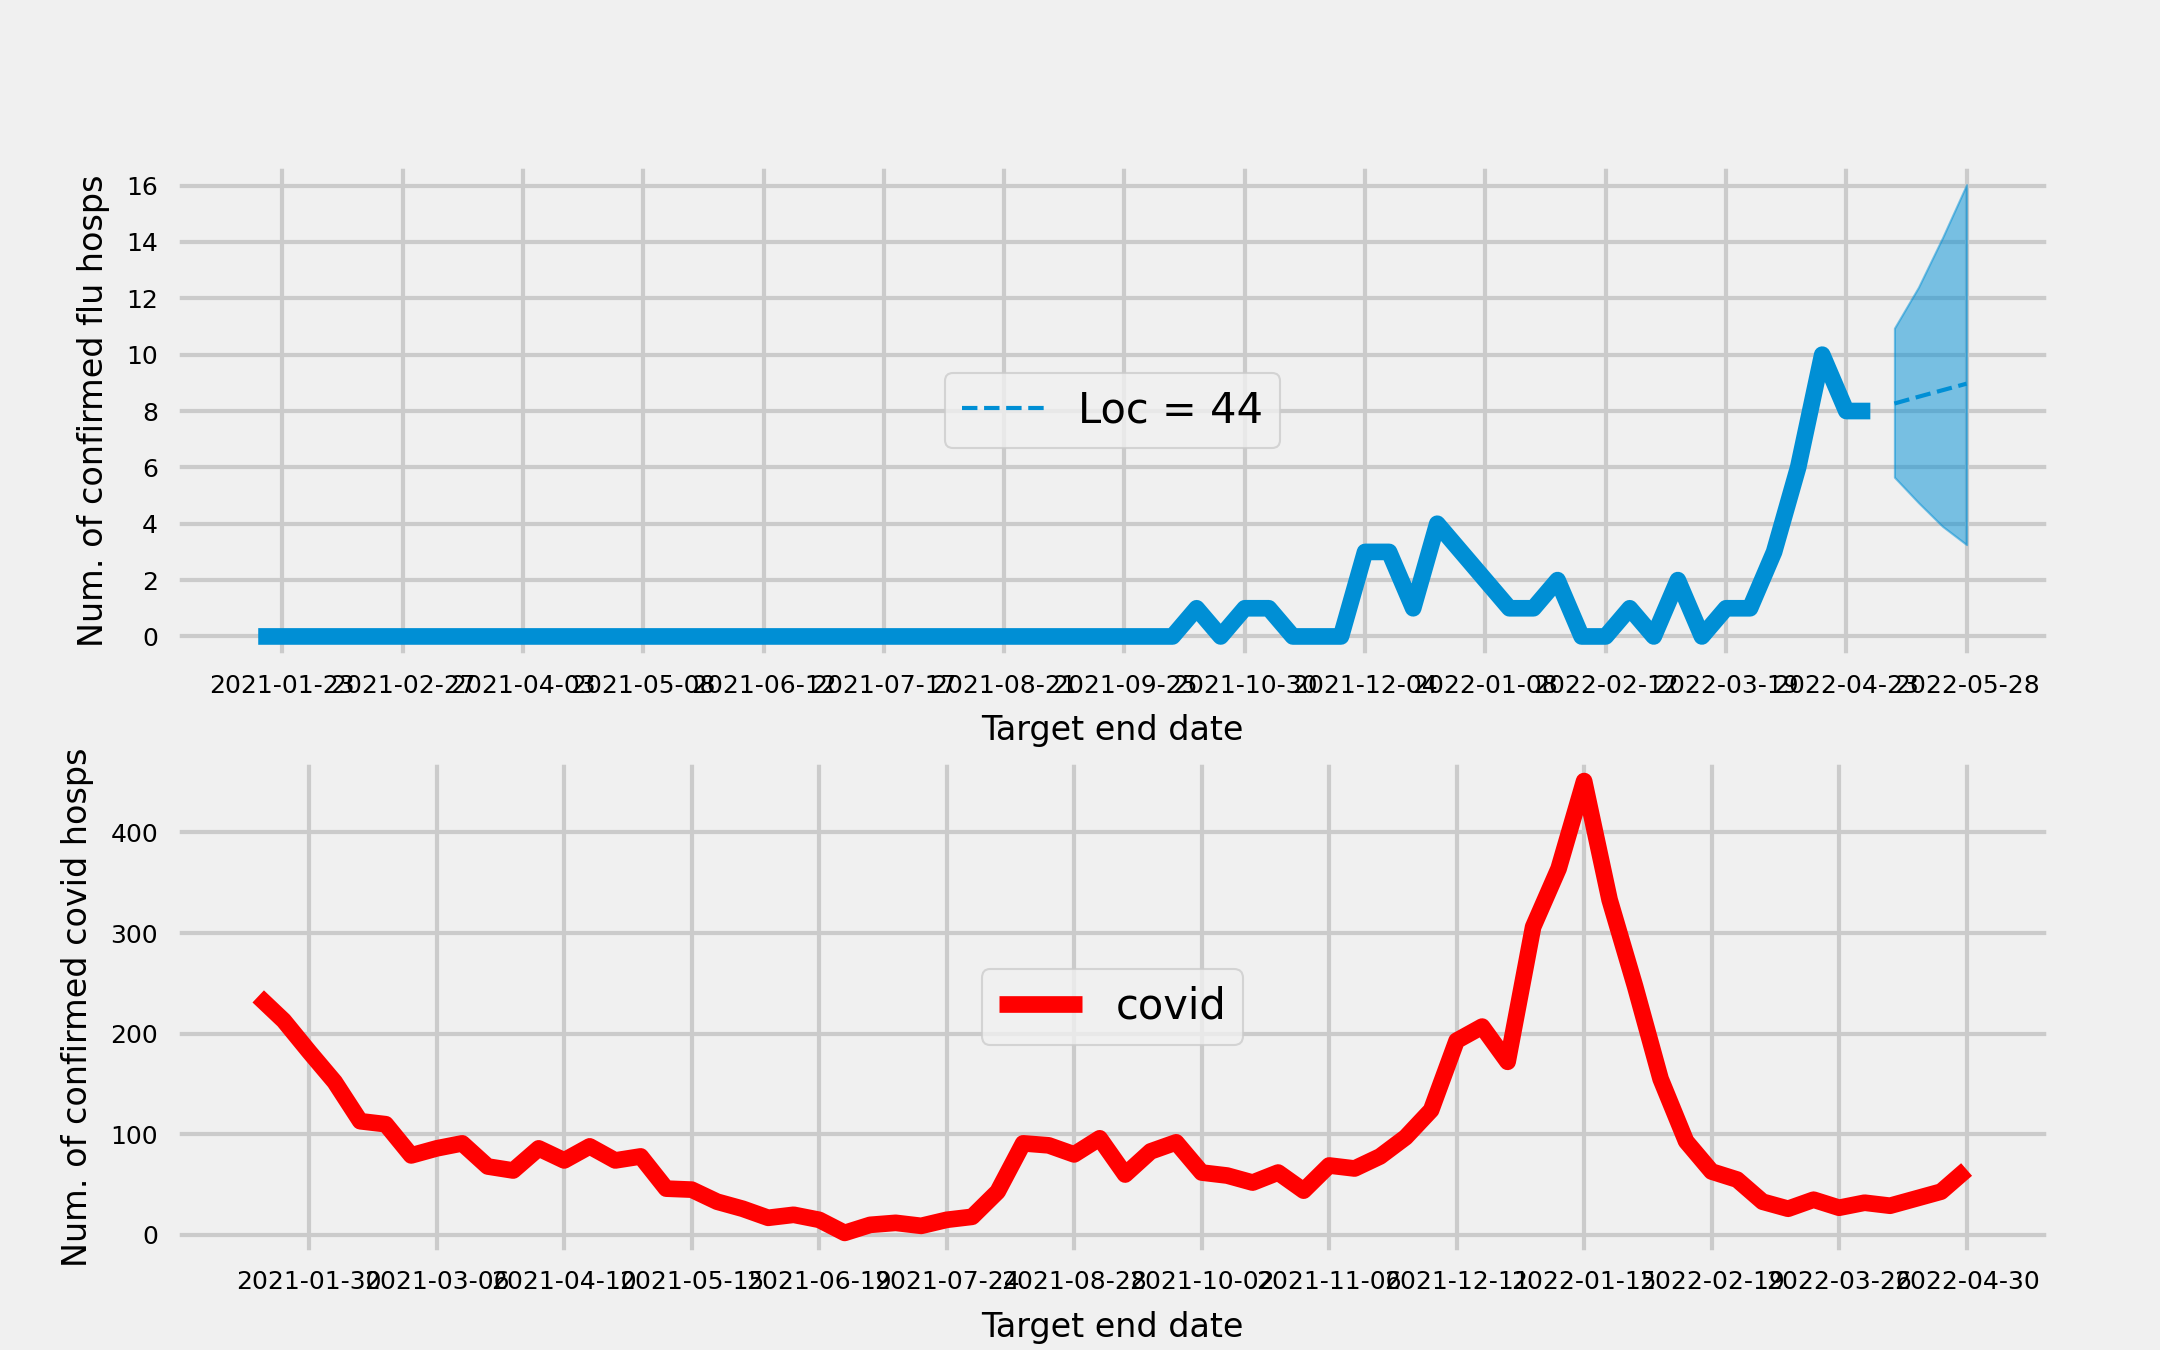 Num. of confirmed flu hosps
16
14
12
10
8
6
4
2
0
Loc = 44
2021-01-23 2021-02-27 2021-04-03 2021-05-08 2021-06-12 2021-07-17 2021-08-21 2021-09-25 2021-10-30 2021-12-04 2022-01-08 2022-02-12 2022-03-19 2022-04-23 2022-05-28
Target end date
Num. of confirmed covid hosps
400
300
200
100
0
covid
2021-01-30 2021-03-06 2021-04-10 2021-05-15 2021-06-19 2021-07-24 2021-08-28 2021-10-02 2021-11-06 2021-12-11 2022-01-15 2022-02-19 2022-03-26 2022-04-30
Target end date